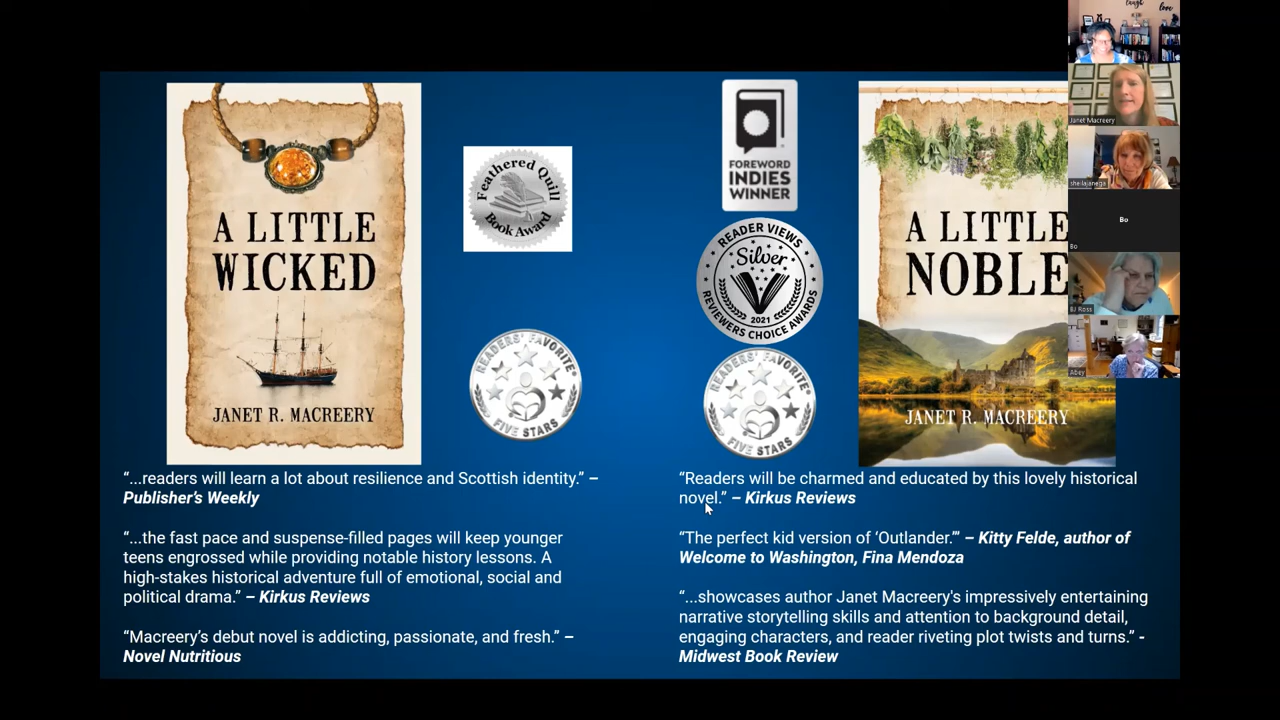 laugh
love
Janet Macreery
sheilajanega
Bo
Bo
BJ Ross
Abey
A LITTLE
WICKED
JANET R. MACREERY
Feathered Quill
Book Award
READERS' FAVORITE®
FIVE STARS
“...readers will learn a lot about resilience and Scottish identity.” –
Publisher’s Weekly
“...the fast pace and suspense-filled pages will keep younger
teens engrossed while providing notable history lessons. A
high-stakes historical adventure full of emotional, social and
political drama.” – Kirkus Reviews
“Macreery’s debut novel is addicting, passionate, and fresh.” –
Novel Nutritious
FOREWORD
INDIES
WINNER
READER VIEWS
Silver
2021
REVIEWERS CHOICE AWARDS
READERS' FAVORITE®
FIVE STARS
A LITTLE
NOBLE
JANET R. MACREERY
“Readers will be charmed and educated by this lovely historical
novel.” – Kirkus Reviews
“The perfect kid version of ‘Outlander.’” – Kitty Felde, author of
Welcome to Washington, Fina Mendoza
“...showcases author Janet Macreery's impressively entertaining
narrative storytelling skills and attention to background detail,
engaging characters, and reader riveting plot twists and turns.” -
Midwest Book Review